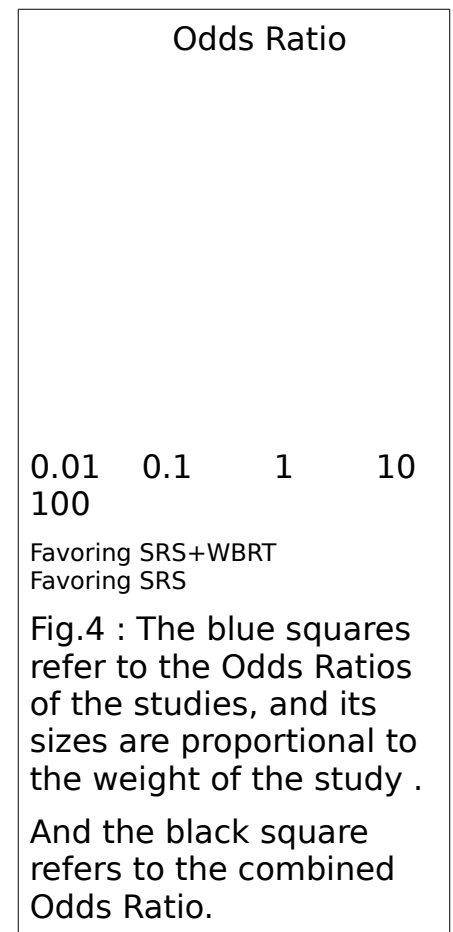 Odds Ratio
0.01 0.1 1 10
100
Favoring SRS+WBRT
Favoring SRS
Fig.4 : The blue squares
refer to the Odds Ratios
of the studies, and its
sizes are proportional to
the weight of the study .
And the black square
refers to the combined
Odds Ratio.